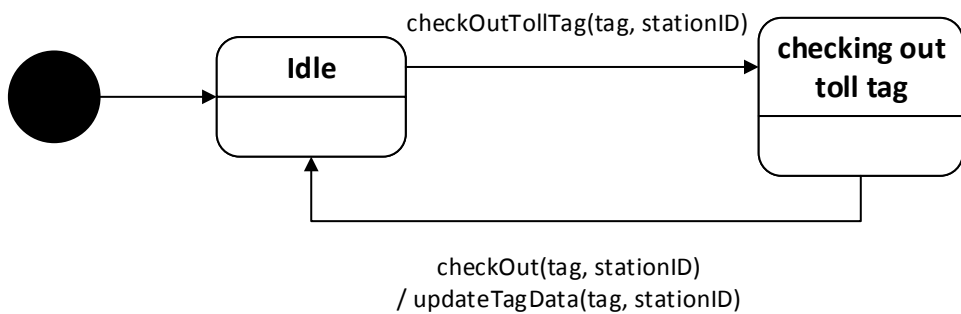 checkOutTollTag(tag, stationID)
Idle
checking out
toll tag
checkOut(tag, stationID)
/ updateTagData(tag, stationID)